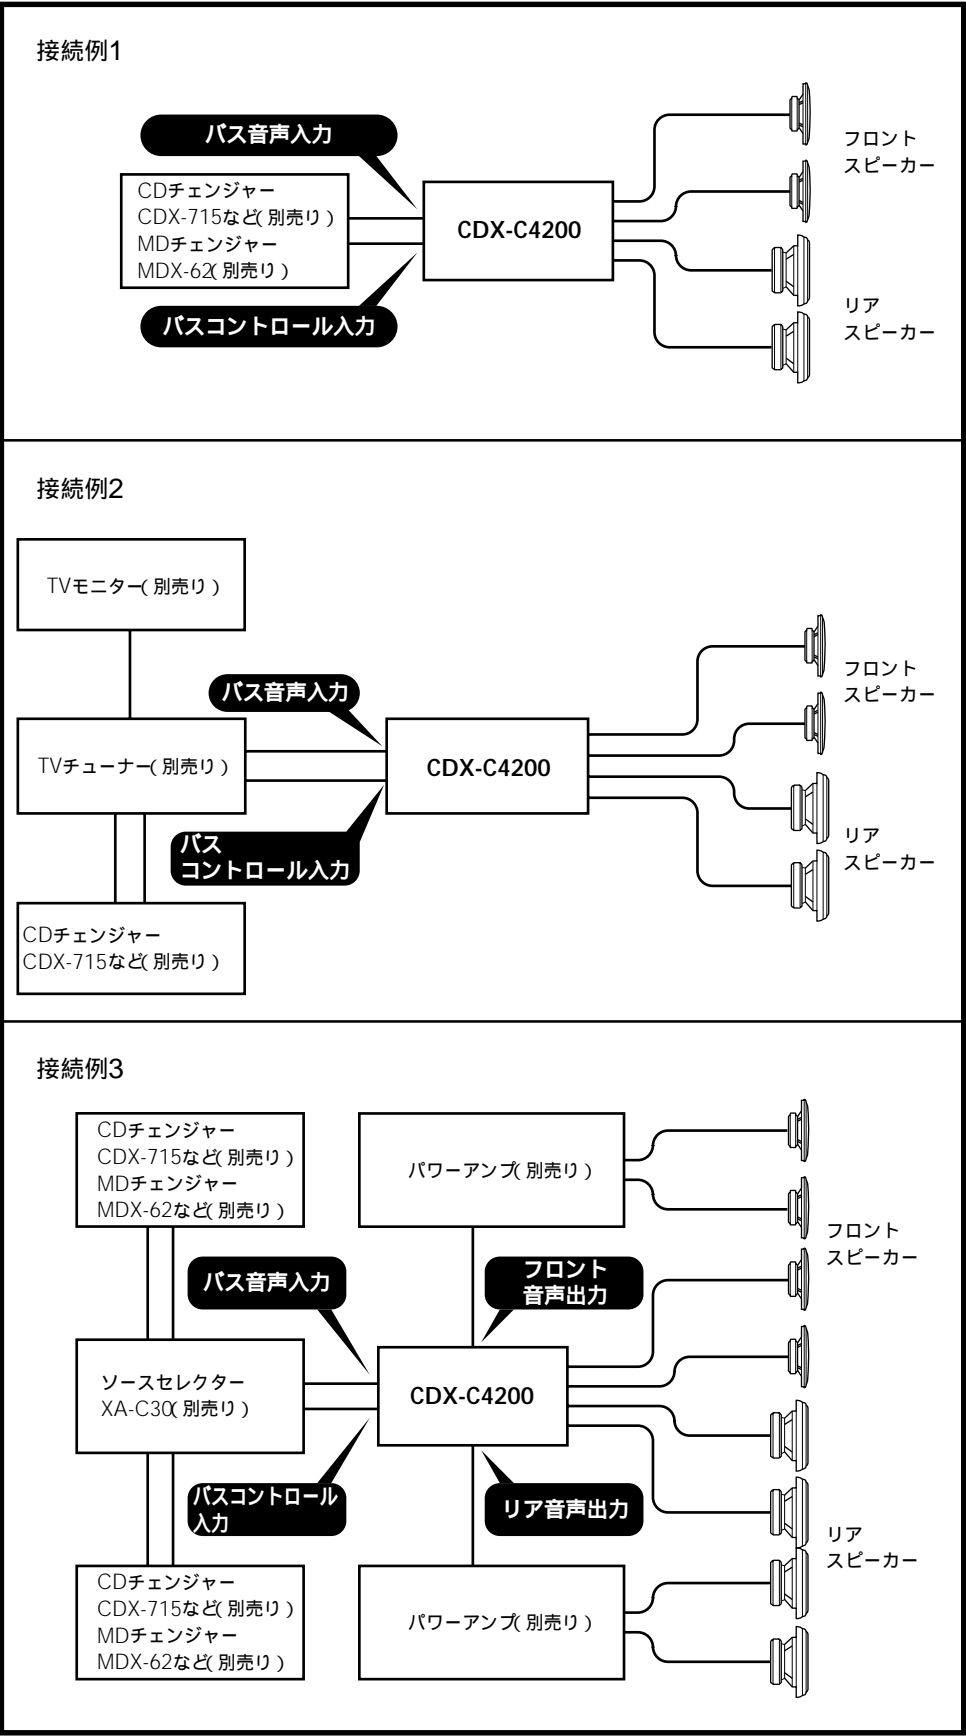 接続例1
バス音声入力
CDチェンジャー
CDX-715など(別売り)
MDチェンジャー
MDX-62(別売り)
バスコントロール入力
CDX-C4200
フロント
スピーカー
リア
スピーカー
接続例2
TVモニター(別売り)
バス音声入力
TVチューナー(別売り)
CDX-C4200
バス
コントロール入力
CDチェンジャー
CDX-715など(別売り)
フロント
スピーカー
リア
スピーカー
接続例3
CDチェンジャー
CDX-715など(別売り)
MDチェンジャー
MDX-62など(別売り)
パワーアンプ(別売り)
バス音声入力
フロント
音声出力
ソースセレクター
XA-C30(別売り)
CDX-C4200
バスコントロール
入力
リア音声出力
CDチェンジャー
CDX-715など(別売り)
MDチェンジャー
MDX-62など(別売り)
パワーアンプ(別売り)
フロント
スピーカー
リア
スピーカー